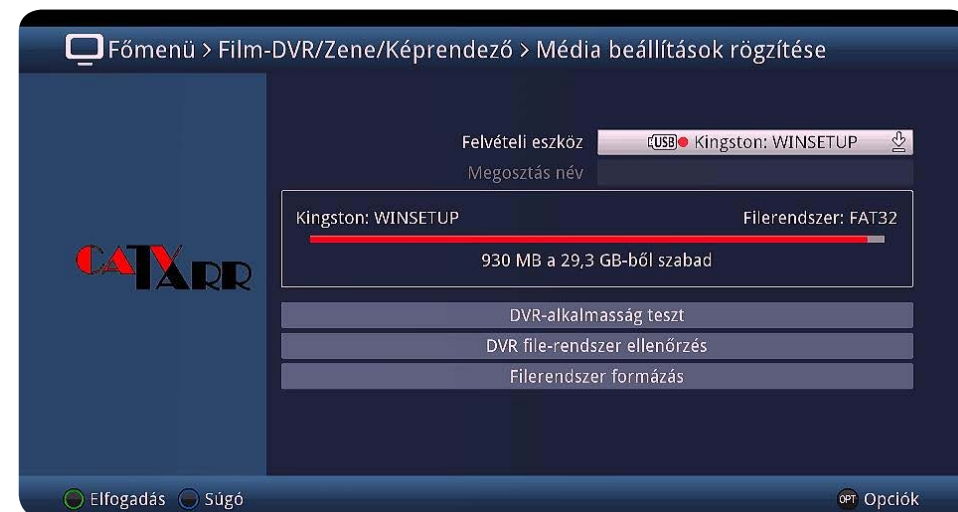 Főmenü > Film-DVR/Zene/Képrendező > Média beállítások rögzítése
Felvételi eszköz USB Kingston: WINSETUP
Megosztás név
Kingston: WINSETUP Filerendszer: FAT32
930 MB a 29,3 GB-ből szabad
CATV ARR
DVR-alkalmasság teszt
DVR file-rendszer ellenőrzés
Filerendszer formázás
Elfogadás Súgó OPT Opciók